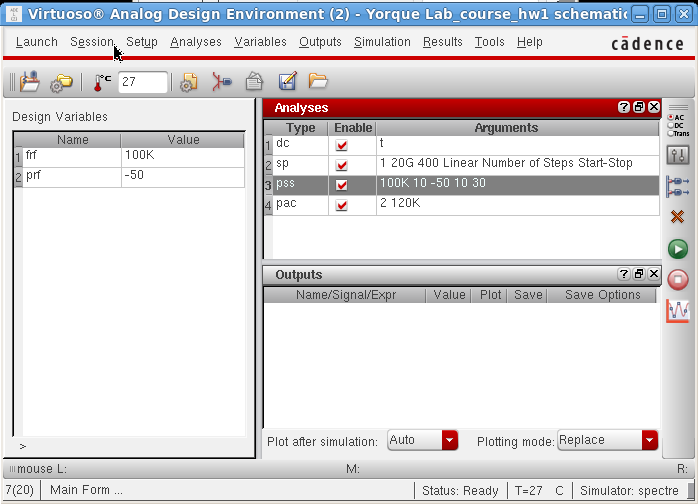 Virtuoso® Analog Design Environment (2) - Yorque Lab_course_hw1 schematic
Launch Session Setup Analyses Variables Outputs Simulation Results Tools Help cādence
°C 27
Design Variables
Name Value
1 frf 100K
2 prf -50
>
Analyses
Type Enable Arguments
1 dc t
2 sp 1 20G 400 Linear Number of Steps Start-Stop
3 pss 100K 10 -50 10 30
4 pac 2 120K
Outputs
Name/Signal/Expr Value Plot Save Save Options
Plot after simulation: Auto Plotting mode: Replace
AC
DC
Trans
mouse L: M: R:
7(20) Main Form ... Status: Ready T=27 C Simulator: spectre